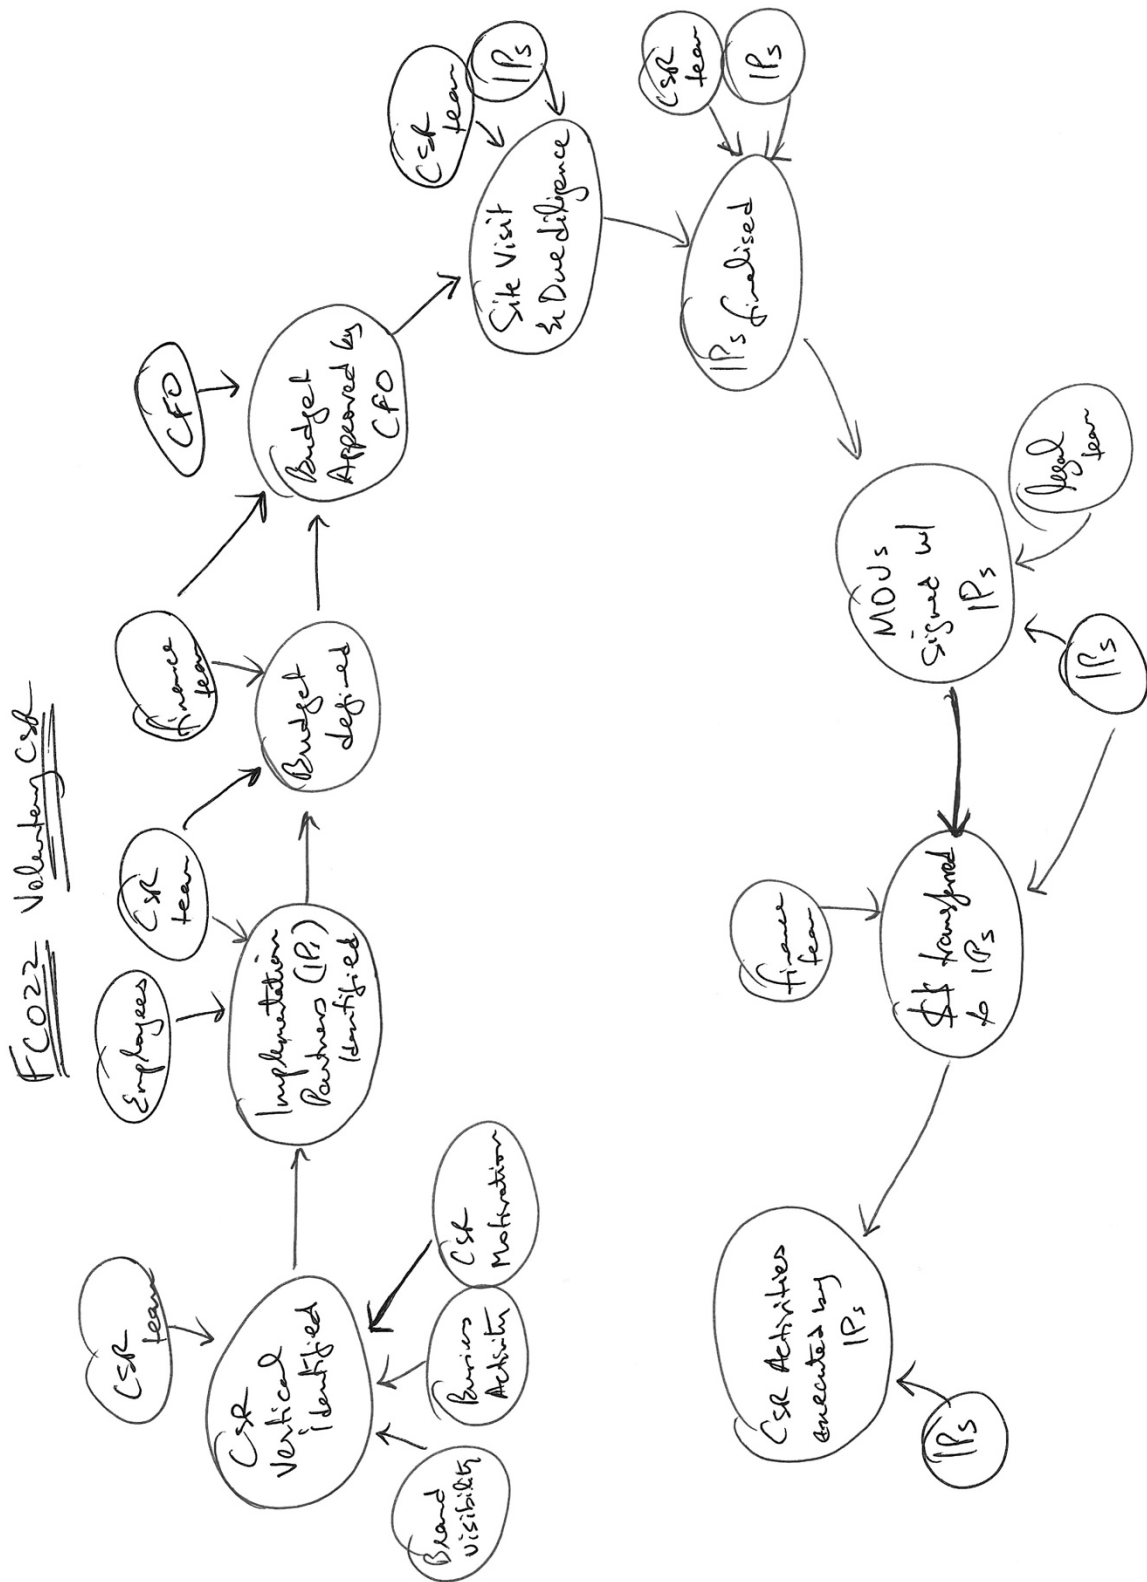 FC022 Voluntary CSR
CSR
team
CSR
Vertical
identified
Brand
visibility
Business
Activity
CSR
Motivation
Employees
CSR
team
Implementation
Partners (IPs)
Identified
finance
team
Budget
defined
CFO
Budget
Approved by
CFO
CSR
team
IPs
Site Visit
& Due diligence
CSR
team
IPs
IPs finalised
MOUs
Signed w/
IPs
legal
team
IPs
finance
team
$$ transferred
to IPs
CSR Activities
executed by
IPs
IPs